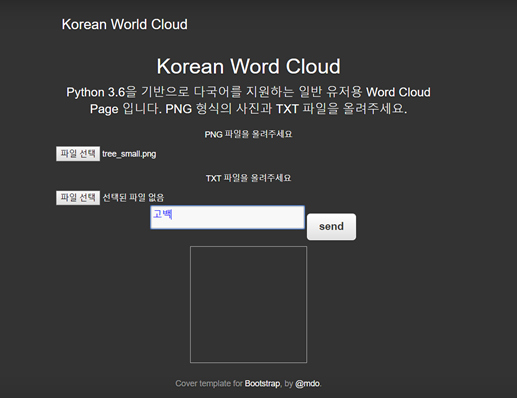 Korean World Cloud
Korean Word Cloud
Python 3.6을 기반으로 다국어를 지원하는 일반 유저용 Word Cloud
Page 입니다. PNG 형식의 사진과 TXT 파일을 올려주세요.
PNG 파일을 올려주세요
파일 선택 tree_small.png
TXT 파일을 올려주세요
파일 선택 선택된 파일 없음
고백
send
Cover template for Bootstrap, by @mdo.